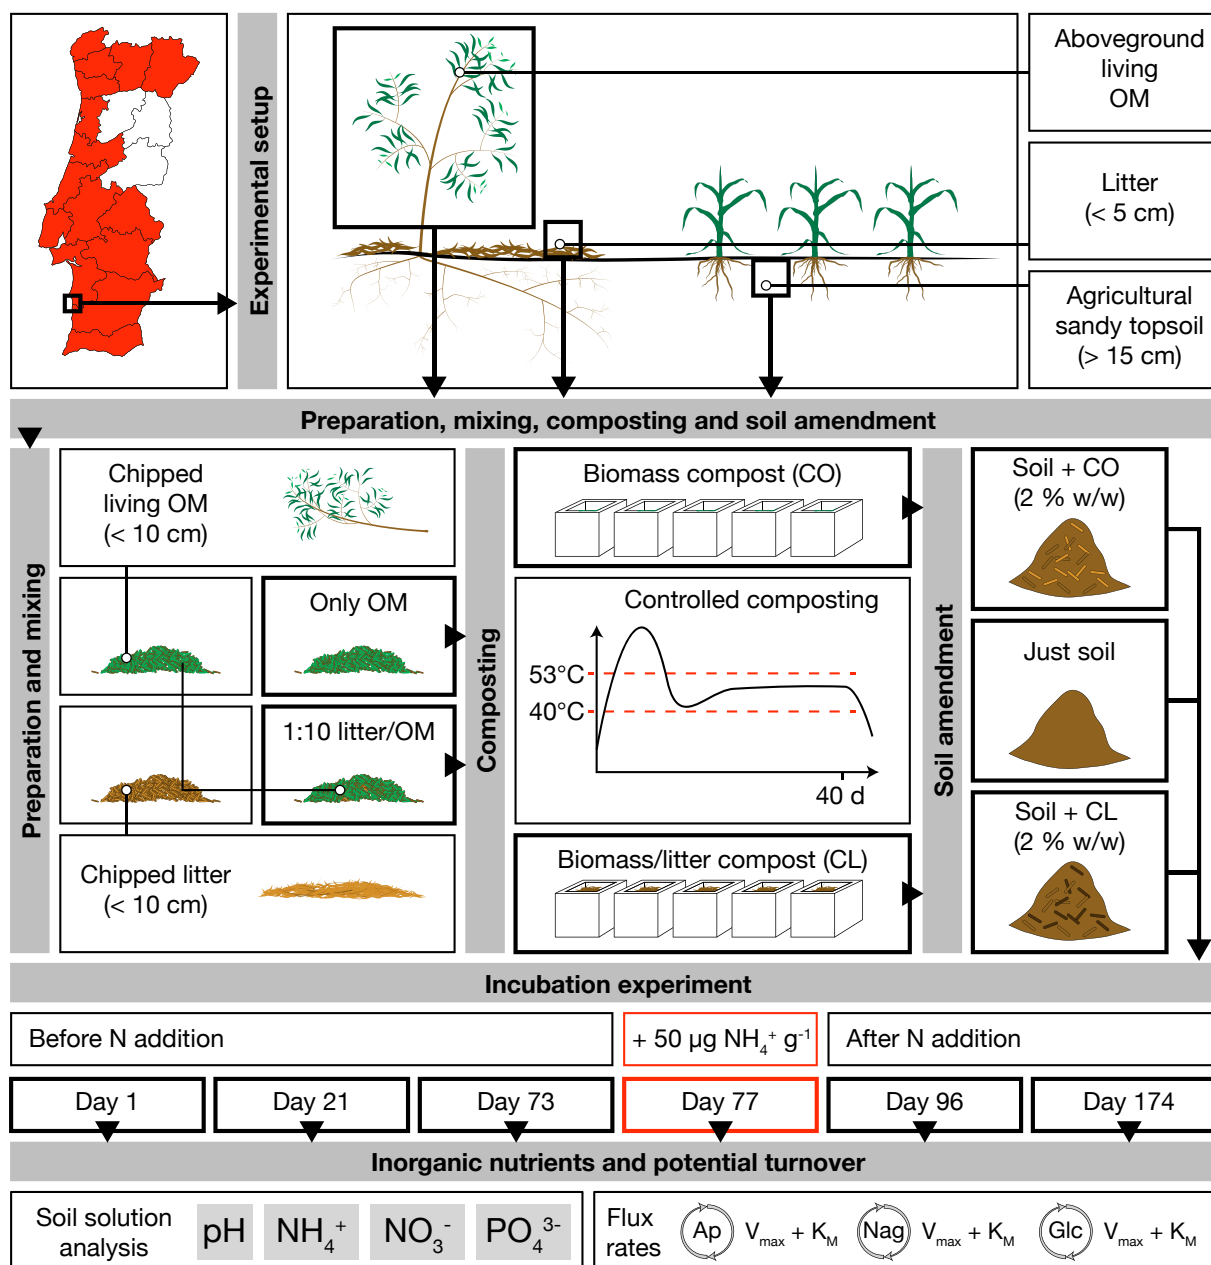 Experimental setup
Aboveground
living
OM
Litter
(< 5 cm)
Agricultural
sandy topsoil
(> 15 cm)
Preparation, mixing, composting and soil amendment
Preparation and mixing
Chipped
living OM
(< 10 cm)
Only OM
1:10 litter/OM
Chipped litter
(< 10 cm)
Composting
Biomass compost (CO)
Controlled composting
53°C
40°C
40 d
Biomass/litter compost (CL)
Soil amendment
Soil + CO
(2 % w/w)
Just soil
Soil + CL
(2 % w/w)
Incubation experiment
Before N addition
+ 50 µg NH₄⁺ g⁻¹
After N addition
Day 1
Day 21
Day 73
Day 77
Day 96
Day 174
Inorganic nutrients and potential turnover
Soil solution
analysis
pH
NH₄⁺
NO₃⁻
PO₄³⁻
Flux
rates
Ap
Vmax + KM
Nag
Vmax + KM
Glc
Vmax + KM